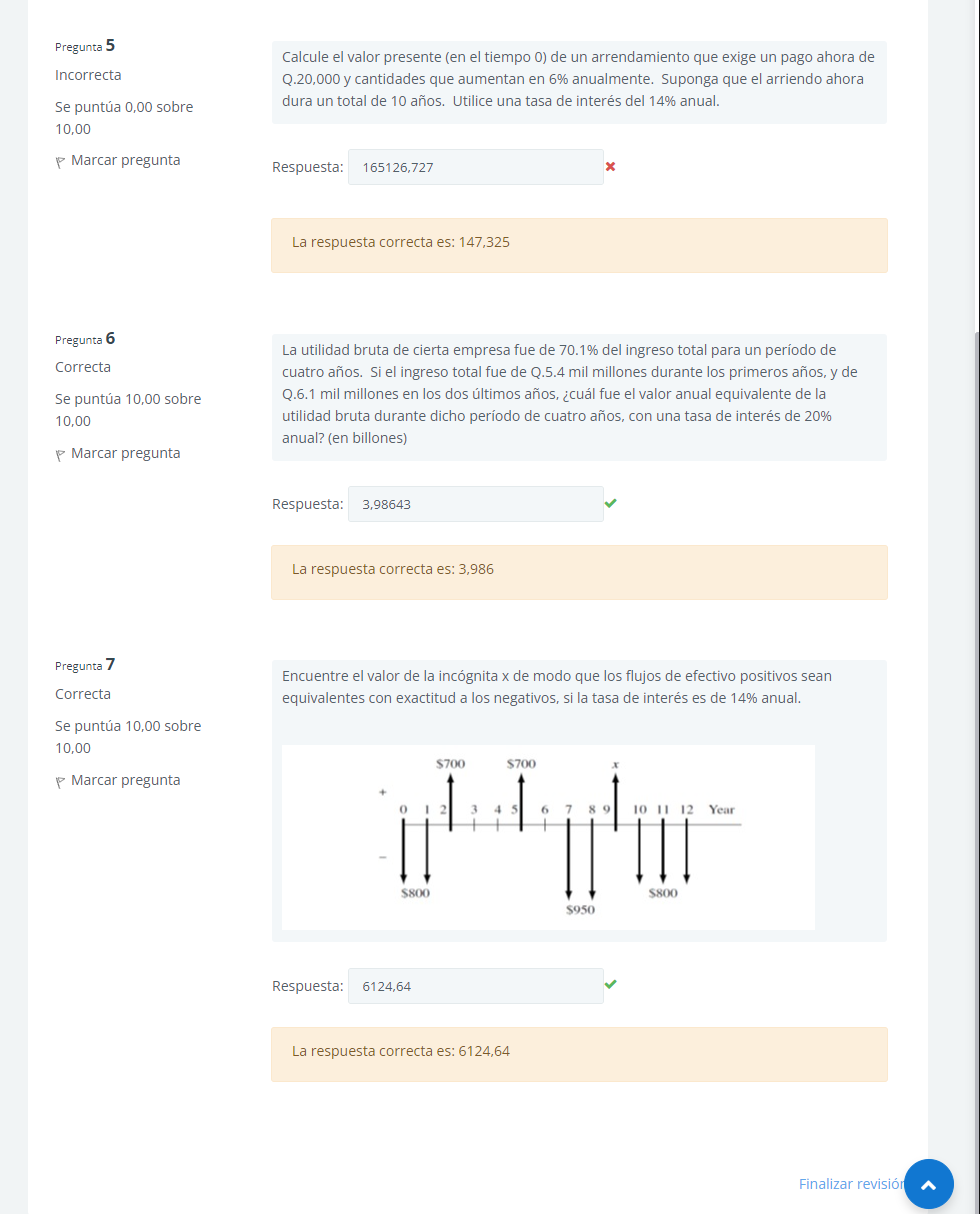 Pregunta 5
Incorrecta
Se puntúa 0,00 sobre
10,00
Marcar pregunta
Calcule el valor presente (en el tiempo 0) de un arrendamiento que exige un pago ahora de
Q.20,000 y cantidades que aumentan en 6% anualmente.  Suponga que el arriendo ahora
dura un total de 10 años.  Utilice una tasa de interés del 14% anual.
Respuesta: 165126,727
La respuesta correcta es: 147,325
Pregunta 6
Correcta
Se puntúa 10,00 sobre
10,00
Marcar pregunta
La utilidad bruta de cierta empresa fue de 70.1% del ingreso total para un período de
cuatro años.  Si el ingreso total fue de Q.5.4 mil millones durante los primeros años, y de
Q.6.1 mil millones en los dos últimos años, ¿cuál fue el valor anual equivalente de la
utilidad bruta durante dicho período de cuatro años, con una tasa de interés de 20%
anual? (en billones)
Respuesta: 3,98643
La respuesta correcta es: 3,986
Pregunta 7
Correcta
Se puntúa 10,00 sobre
10,00
Marcar pregunta
Encuentre el valor de la incógnita x de modo que los flujos de efectivo positivos sean
equivalentes con exactitud a los negativos, si la tasa de interés es de 14% anual.
$700 $700 x
+
0 1 2 3 4 5 6 7 8 9 10 11 12 Year
–
$800 $800
$950
Respuesta: 6124,64
La respuesta correcta es: 6124,64
Finalizar revisión